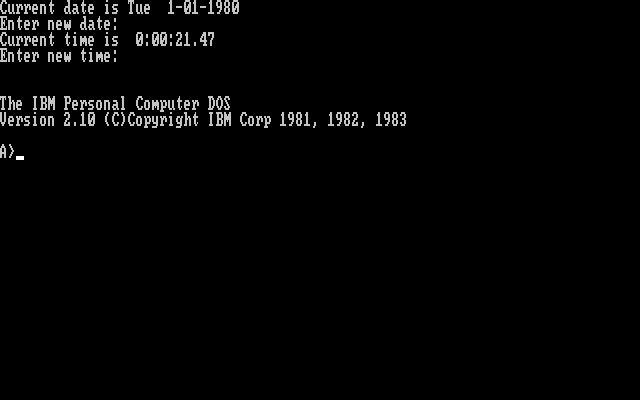 Current date is Tue  1-01-1980
Enter new date:
Current time is  0:00:21.47
Enter new time:
The IBM Personal Computer DOS
Version 2.10 (C)Copyright IBM Corp 1981, 1982, 1983
A>_